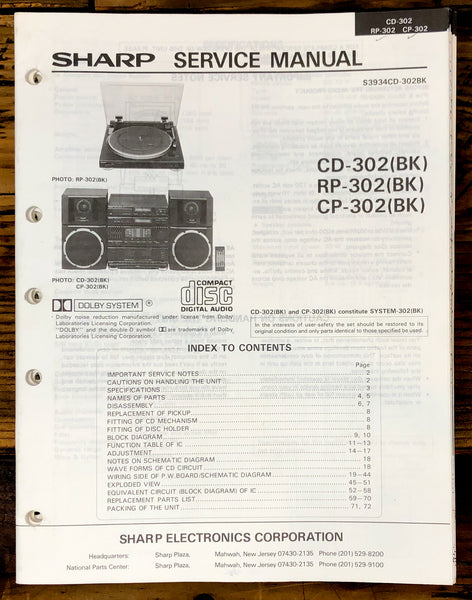 CD-302
RP-302 CP-302
SHARP SERVICE MANUAL
S3934CD-302BK
CD-302(BK)
RP-302(BK)
CP-302(BK)
PHOTO: RP-302(BK)
PHOTO: CD-302(BK)
CP-302(BK)
DOLBY SYSTEM ®
COMPACT
disc
DIGITAL AUDIO
* Dolby noise reduction manufactured under license from Dolby
Laboratories Licensing Corporation.
"DOLBY" and the double-D symbol are trademarks of Dolby
Laboratories Licensing Corporation.
CD-302(BK) and CP-302(BK) constitute SYSTEM-302(BK)
In the interests of user-safety the set should be restored to its
original condition and only parts identical to those specified be used.
INDEX TO CONTENTS
Page
IMPORTANT SERVICE NOTES 2
CAUTIONS ON HANDLING THE UNIT 2
SPECIFICATIONS 3
NAMES OF PARTS 4, 5
DISASSEMBLY 6, 7
REPLACEMENT OF PICKUP 8
FITTING OF CD MECHANISM 8
FITTING OF DISC HOLDER 8
BLOCK DIAGRAM 9, 10
FUNCTION TABLE OF IC 11—13
ADJUSTMENT 14—17
NOTES ON SCHEMATIC DIAGRAM 18
WAVE FORMS OF CD CIRCUIT 18
WIRING SIDE OF P.W.BOARD/SCHEMATIC DIAGRAM 19—44
EXPLODED VIEW 45—51
EQUIVALENT CIRCUIT (BLOCK DIAGRAM) OF IC 52—58
REPLACEMENT PARTS LIST 59—70
PACKING OF THE UNIT 71, 72
SHARP ELECTRONICS CORPORATION
Headquarters: Sharp Plaza, Mahwah, New Jersey 07430-2135 Phone (201) 529-8200
National Parts Center: Sharp Plaza, Mahwah, New Jersey 07430-2135 Phone (201) 529-9100